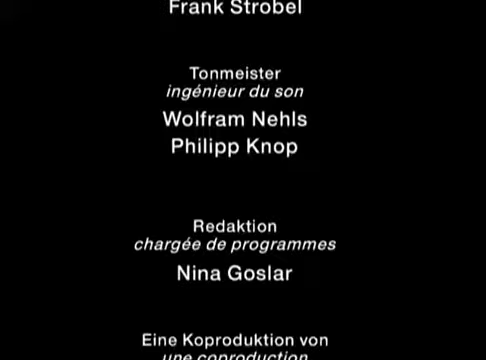 Frank Strobel
Tonmeister
ingénieur du son
Wolfram Nehls
Philipp Knop
Redaktion
chargée de programmes
Nina Goslar
Eine Koproduktion von
une coproduction